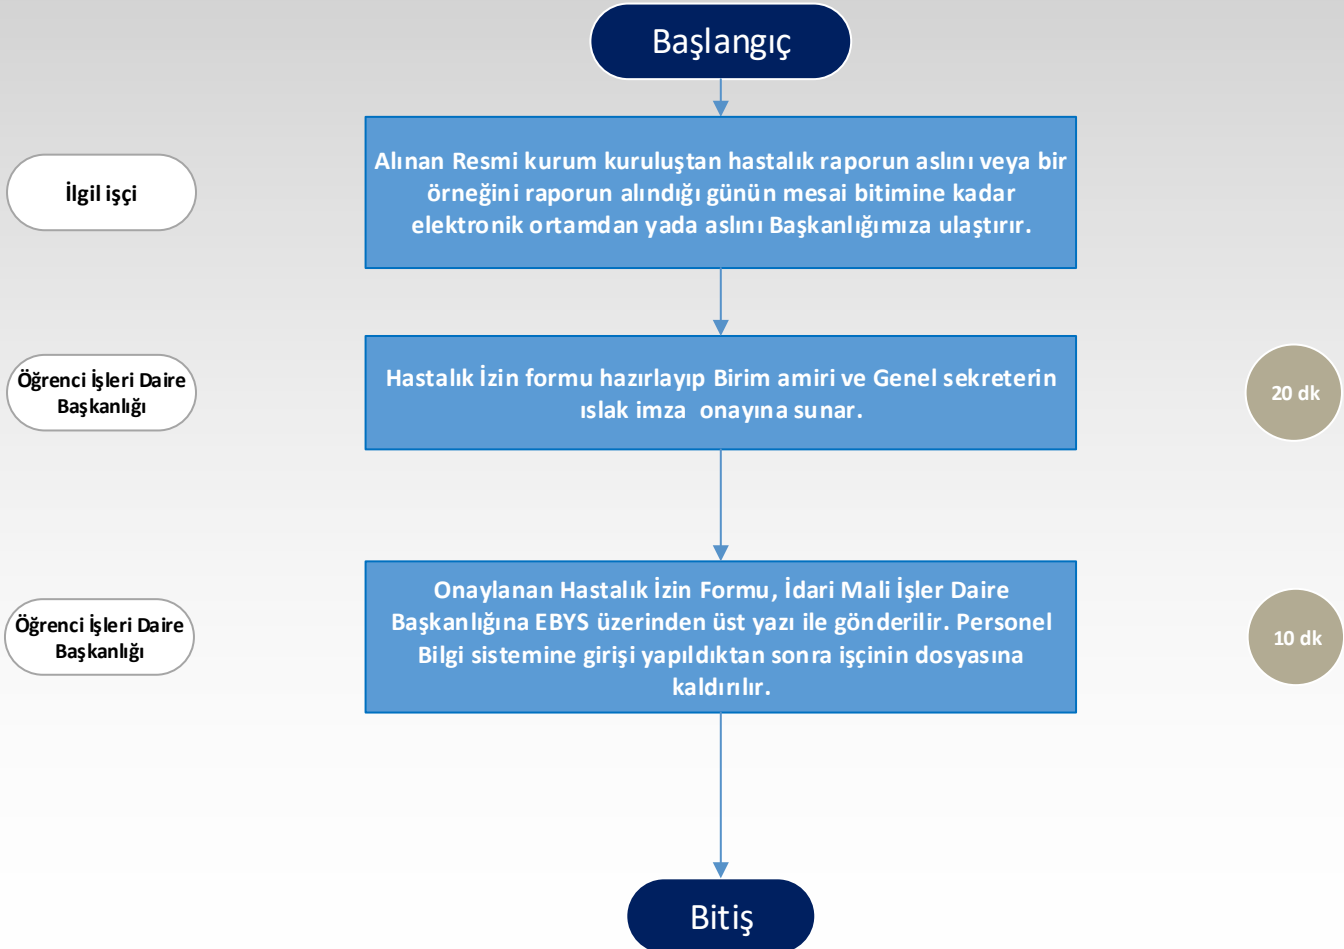 Başlangıç
İlgil işçi
Alınan Resmi kurum kuruluştan hastalık raporun aslını veya bir
örneğini raporun alındığı günün mesai bitimine kadar
elektronik ortamdan yada aslını Başkanlığımıza ulaştırır.
Öğrenci İşleri Daire
Başkanlığı
Hastalık İzin formu hazırlayıp Birim amiri ve Genel sekreterin
ıslak imza onayına sunar.
20 dk
Öğrenci İşleri Daire
Başkanlığı
Onaylanan Hastalık İzin Formu, İdari Mali İşler Daire
Başkanlığına EBYS üzerinden üst yazı ile gönderilir. Personel
Bilgi sistemine girişi yapıldıktan sonra işçinin dosyasına
kaldırılır.
10 dk
Bitiş